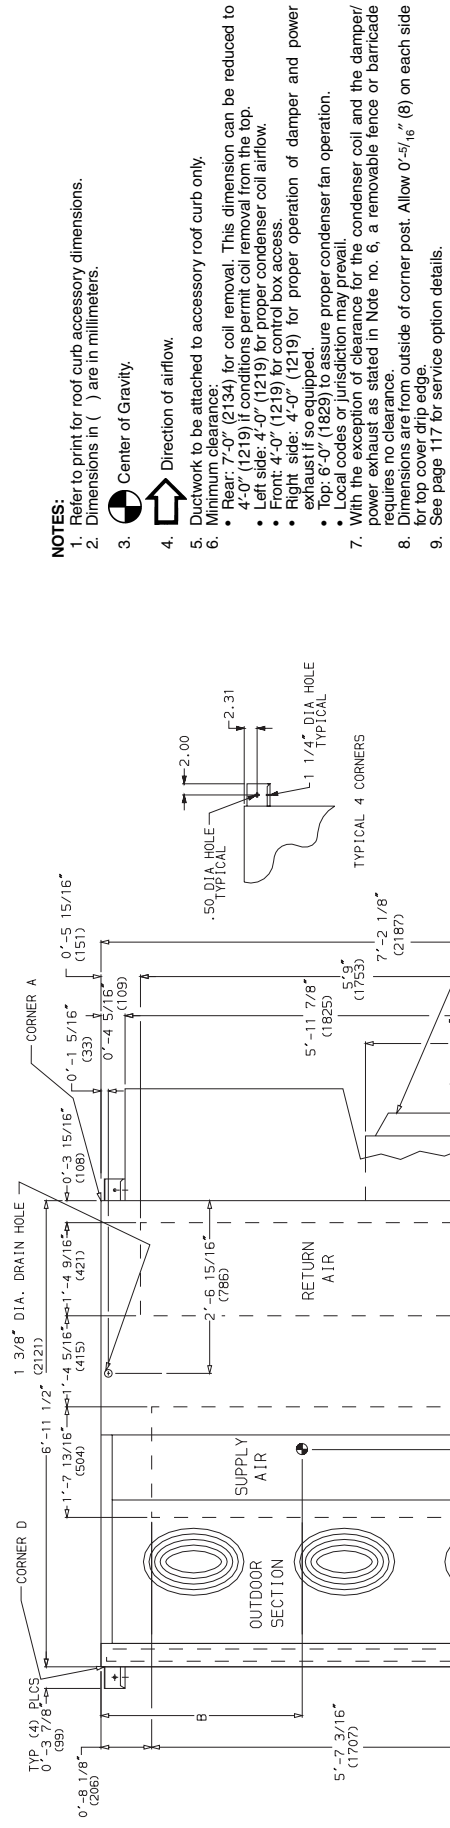 NOTES:
1. Refer to print for roof curb accessory dimensions.
2. Dimensions in ( ) are in millimeters.
3. Center of Gravity.
4. Direction of airflow.
5. Ductwork to be attached to accessory roof curb only.
6. Minimum clearance:
• Rear: 7′-0″ (2134) for coil removal. This dimension can be reduced to
4′-0″ (1219) if conditions permit coil removal from the top.
• Left side: 4′-0″ (1219) for proper condenser coil airflow.
• Front: 4′-0″ (1219) for control box access.
• Right side: 4′-0″ (1219) for proper operation of damper and power
exhaust if so equipped.
• Top: 6′-0″ (1829) to assure proper condenser fan operation.
• Local codes or jurisdiction may prevail.
7. With the exception of clearance for the condenser coil and the damper/
power exhaust as stated in Note no. 6, a removable fence or barricade
requires no clearance.
8. Dimensions are from outside of corner post. Allow 0′-5/16″ (8) on each side
for top cover drip edge.
9. See page 117 for service option details.
2.00
2.31
.50 DIA HOLE
TYPICAL
1 1/4″ DIA HOLE
TYPICAL
TYPICAL 4 CORNERS
CORNER A
0′-5 15/16″
(151)
0′-1 5/16″
(33)
0′-4 5/16″
(109)
0′-3 15/16″
(108)
1 3/8″ DIA. DRAIN HOLE
6′-11 1/2″
(2121)
1′-4 9/16″
(421)
1′-4 5/16″
(415)
1′-7 13/16″
(504)
CORNER D
TYP (4) PLCS
0′-3 7/8″
(99)
0′-8 1/8″
(206)
7′-2 1/8″
(2187)
5′9″
(1753)
5′-11 7/8″
(1825)
2′-6 15/16″
(786)
RETURN
AIR
SUPPLY
AIR
OUTDOOR
SECTION
B
5′-7 3/16″
(1707)